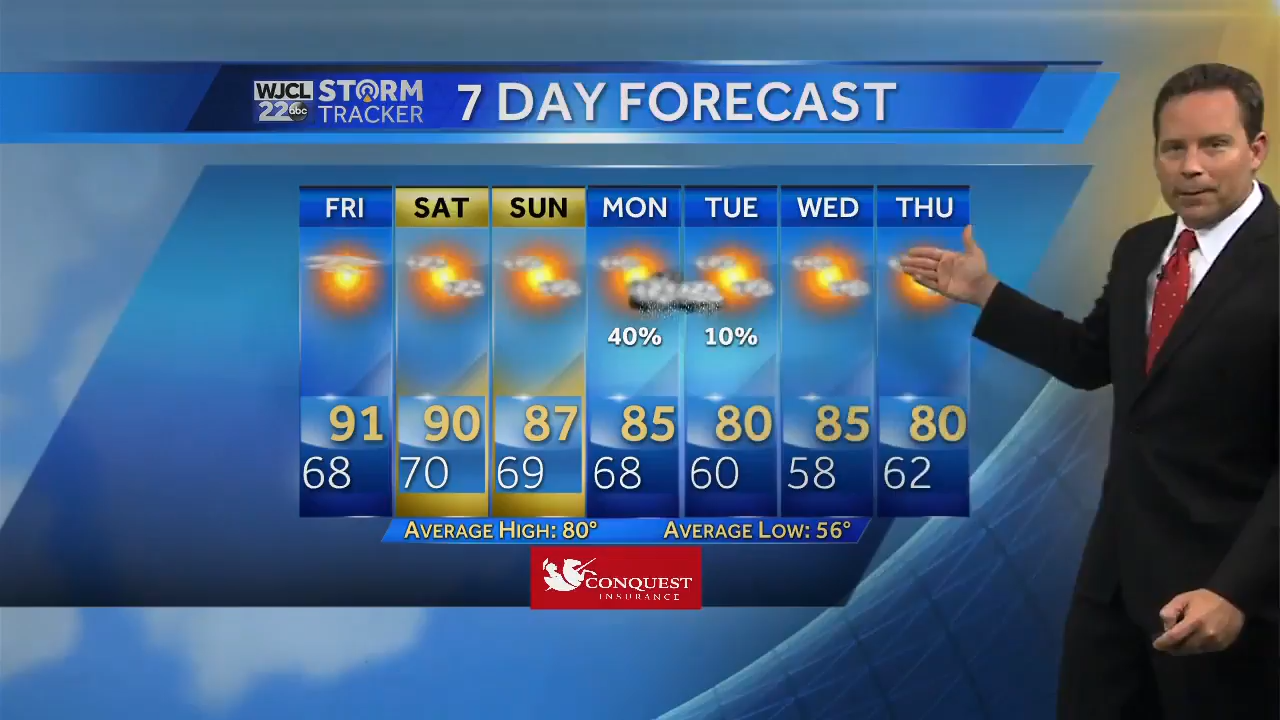 WJCL
22 abc
STORM
TRACKER
7 DAY FORECAST
FRI SAT SUN MON TUE WED THU
40% 10%
91 90 87 85 80 85 80
68 70 69 68 60 58 62
AVERAGE HIGH: 80° AVERAGE LOW: 56°
CONQUEST
INSURANCE